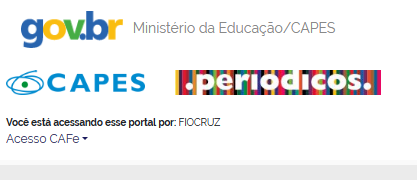 gov.br Ministério da Educação/CAPES
CAPES .periodicos.
Você está acessando esse portal por: FIOCRUZ
Acesso CAFe